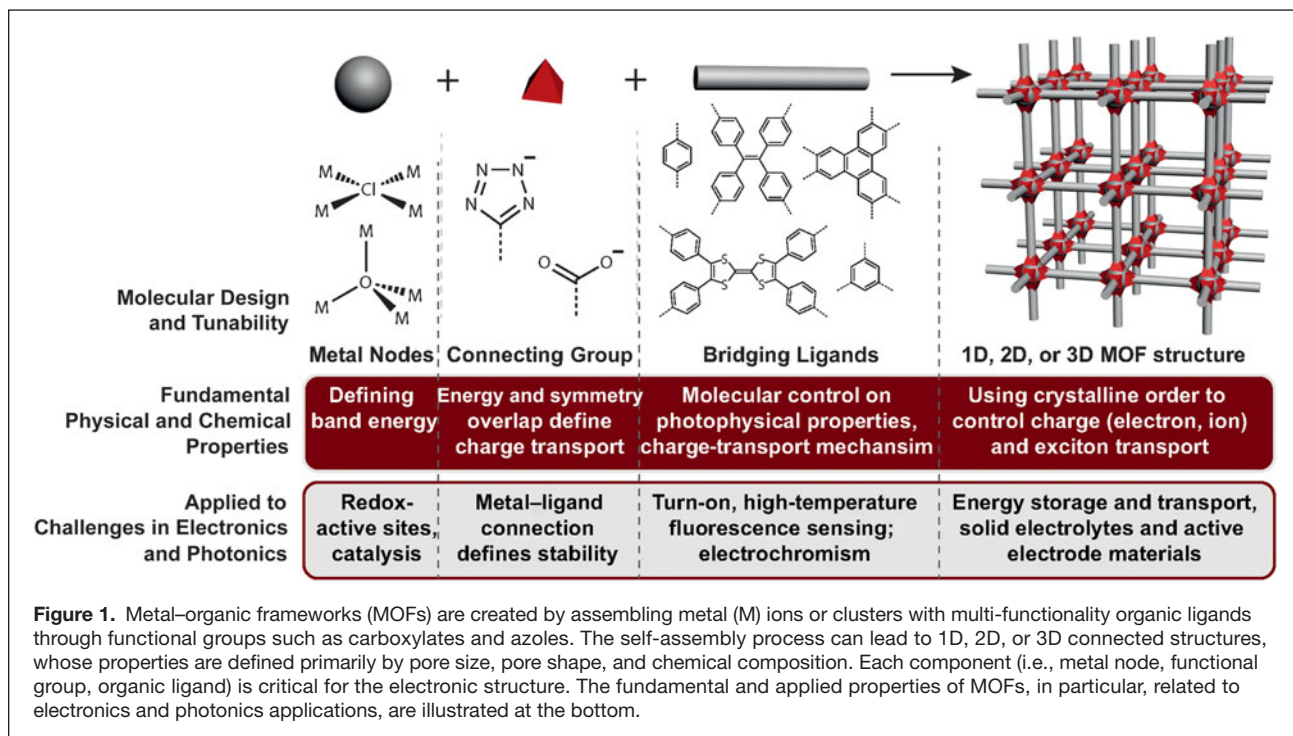 + +
M M
Cl
M M
N N−
N N
M
O
M M
M
O O−
S S
S S
Molecular Design
and Tunability
Metal Nodes Connecting Group Bridging Ligands 1D, 2D, or 3D MOF structure
Fundamental
Physical and Chemical
Properties
Defining
band energy
Energy and symmetry
overlap define
charge transport
Molecular control on
photophysical properties,
charge-transport mechansim
Using crystalline order to
control charge (electron, ion)
and exciton transport
Applied to
Challenges in Electronics
and Photonics
Redox-
active sites,
catalysis
Metal–ligand
connection
defines stability
Turn-on, high-temperature
fluorescence sensing;
electrochromism
Energy storage and transport,
solid electrolytes and active
electrode materials
Figure 1. Metal–organic frameworks (MOFs) are created by assembling metal (M) ions or clusters with multi-functionality organic ligands
through functional groups such as carboxylates and azoles. The self-assembly process can lead to 1D, 2D, or 3D connected structures,
whose properties are defined primarily by pore size, pore shape, and chemical composition. Each component (i.e., metal node, functional
group, organic ligand) is critical for the electronic structure. The fundamental and applied properties of MOFs, in particular, related to
electronics and photonics applications, are illustrated at the bottom.